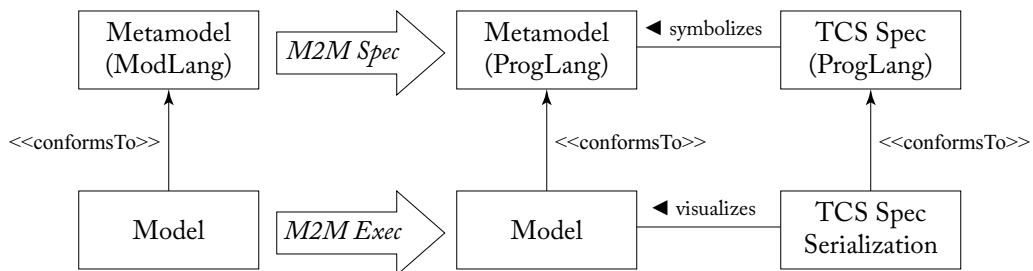 Metamodel
(ModLang)
M2M Spec
Metamodel
(ProgLang)
◄ symbolizes
TCS Spec
(ProgLang)
<<conformsTo>>
<<conformsTo>>
<<conformsTo>>
Model
M2M Exec
Model
◄ visualizes
TCS Spec
Serialization